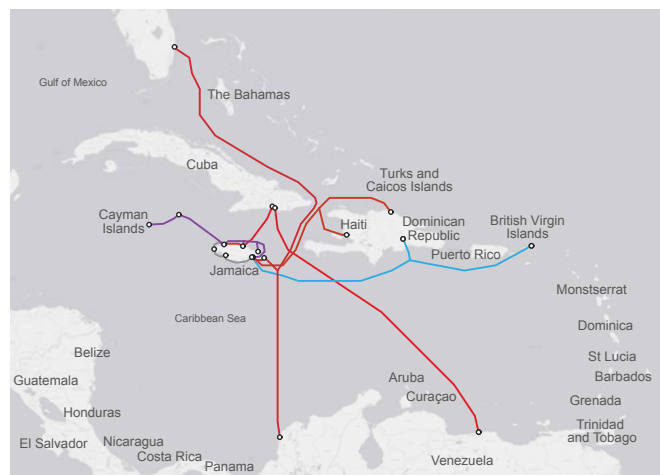 Gulf of Mexico
The Bahamas
Cuba
Turks and
Caicos Islands
Cayman
Islands
Haiti
Dominican
Republic
British Virgin
Islands
Puerto Rico
Jamaica
Montserrat
Caribbean Sea
Dominica
Belize
St Lucia
Guatemala
Aruba
Barbados
Curaçao
Honduras
Grenada
El Salvador
Nicaragua
Trinidad
and Tobago
Costa Rica
Panama
Venezuela